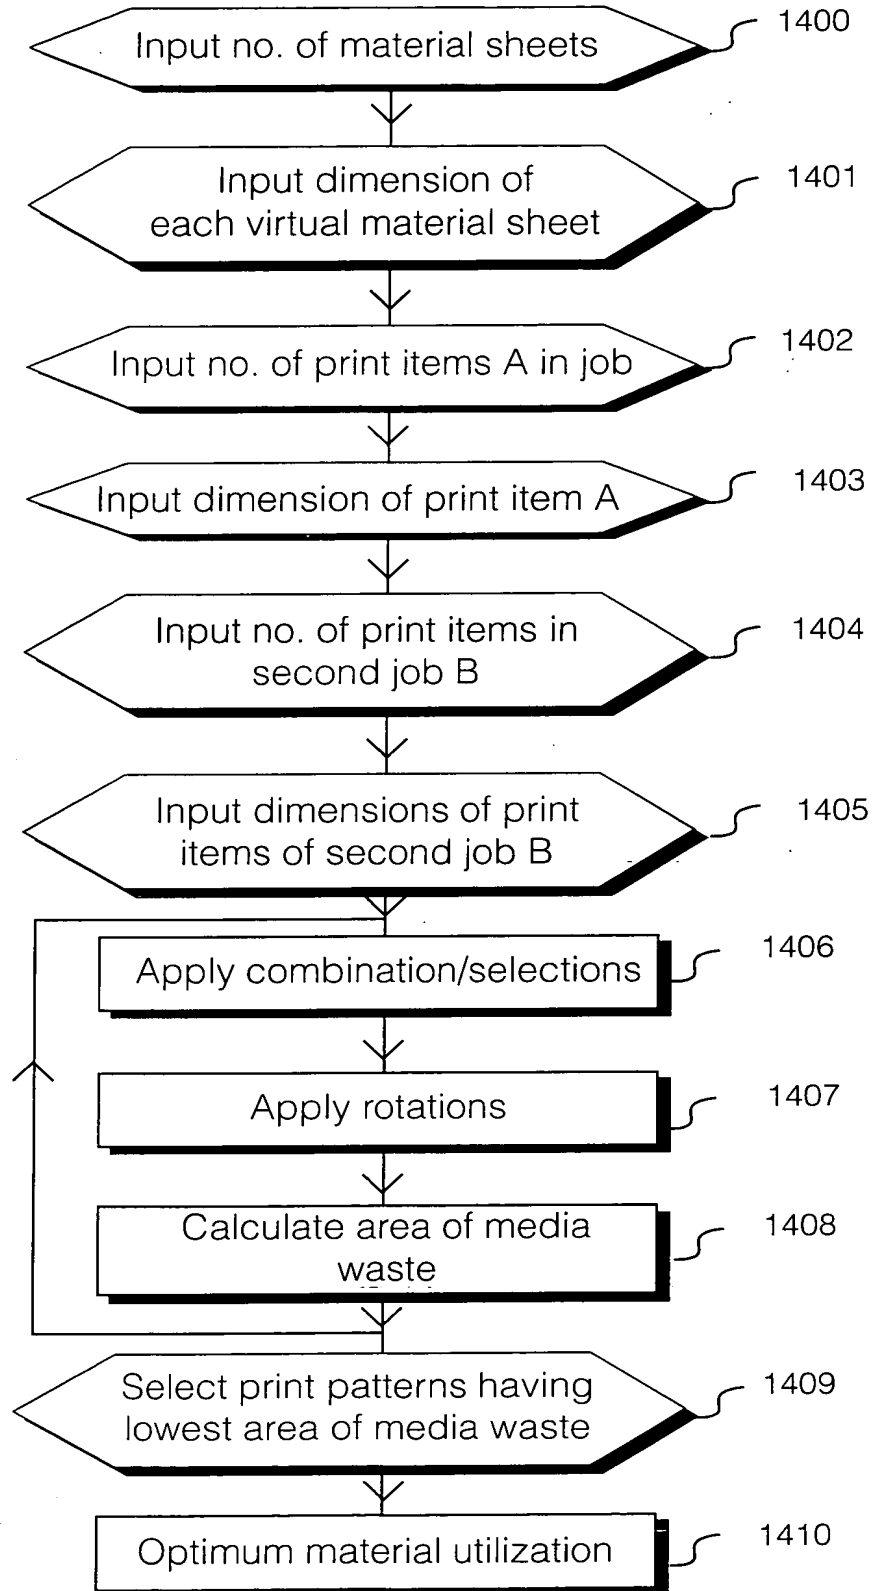 Input no. of material sheets
1400
Input dimension of
each virtual material sheet
1401
Input no. of print items A in job
1402
Input dimension of print item A
1403
Input no. of print items in
second job B
1404
Input dimensions of print
items of second job B
1405
Apply combination/selections
1406
Apply rotations
1407
Calculate area of media
waste
1408
Select print patterns having
lowest area of media waste
1409
Optimum material utilization
1410